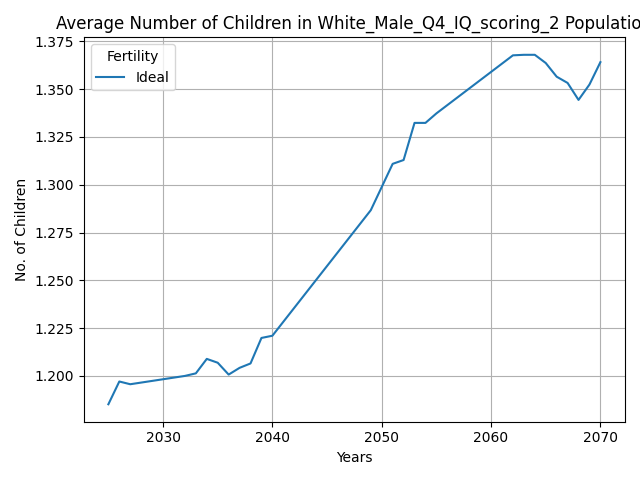 Average Number of Children in White_Male_Q4_IQ_scoring_2 Populatio
Fertility
Ideal
1.375
1.350
1.325
1.300
1.275
1.250
1.225
1.200
No. of Children
2030 2040 2050 2060 2070
Years